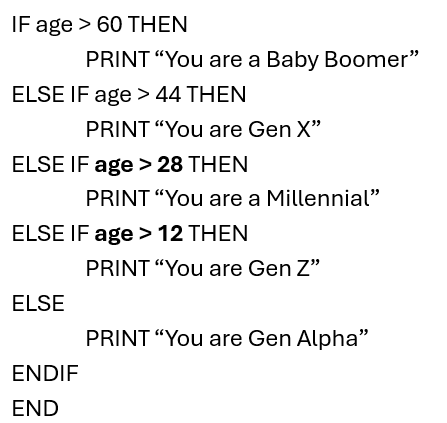 IF age > 60 THEN
PRINT “You are a Baby Boomer”
ELSE IF age > 44 THEN
PRINT “You are Gen X”
ELSE IF age > 28 THEN
PRINT “You are a Millennial”
ELSE IF age > 12 THEN
PRINT “You are Gen Z”
ELSE
PRINT “You are Gen Alpha”
ENDIF
END